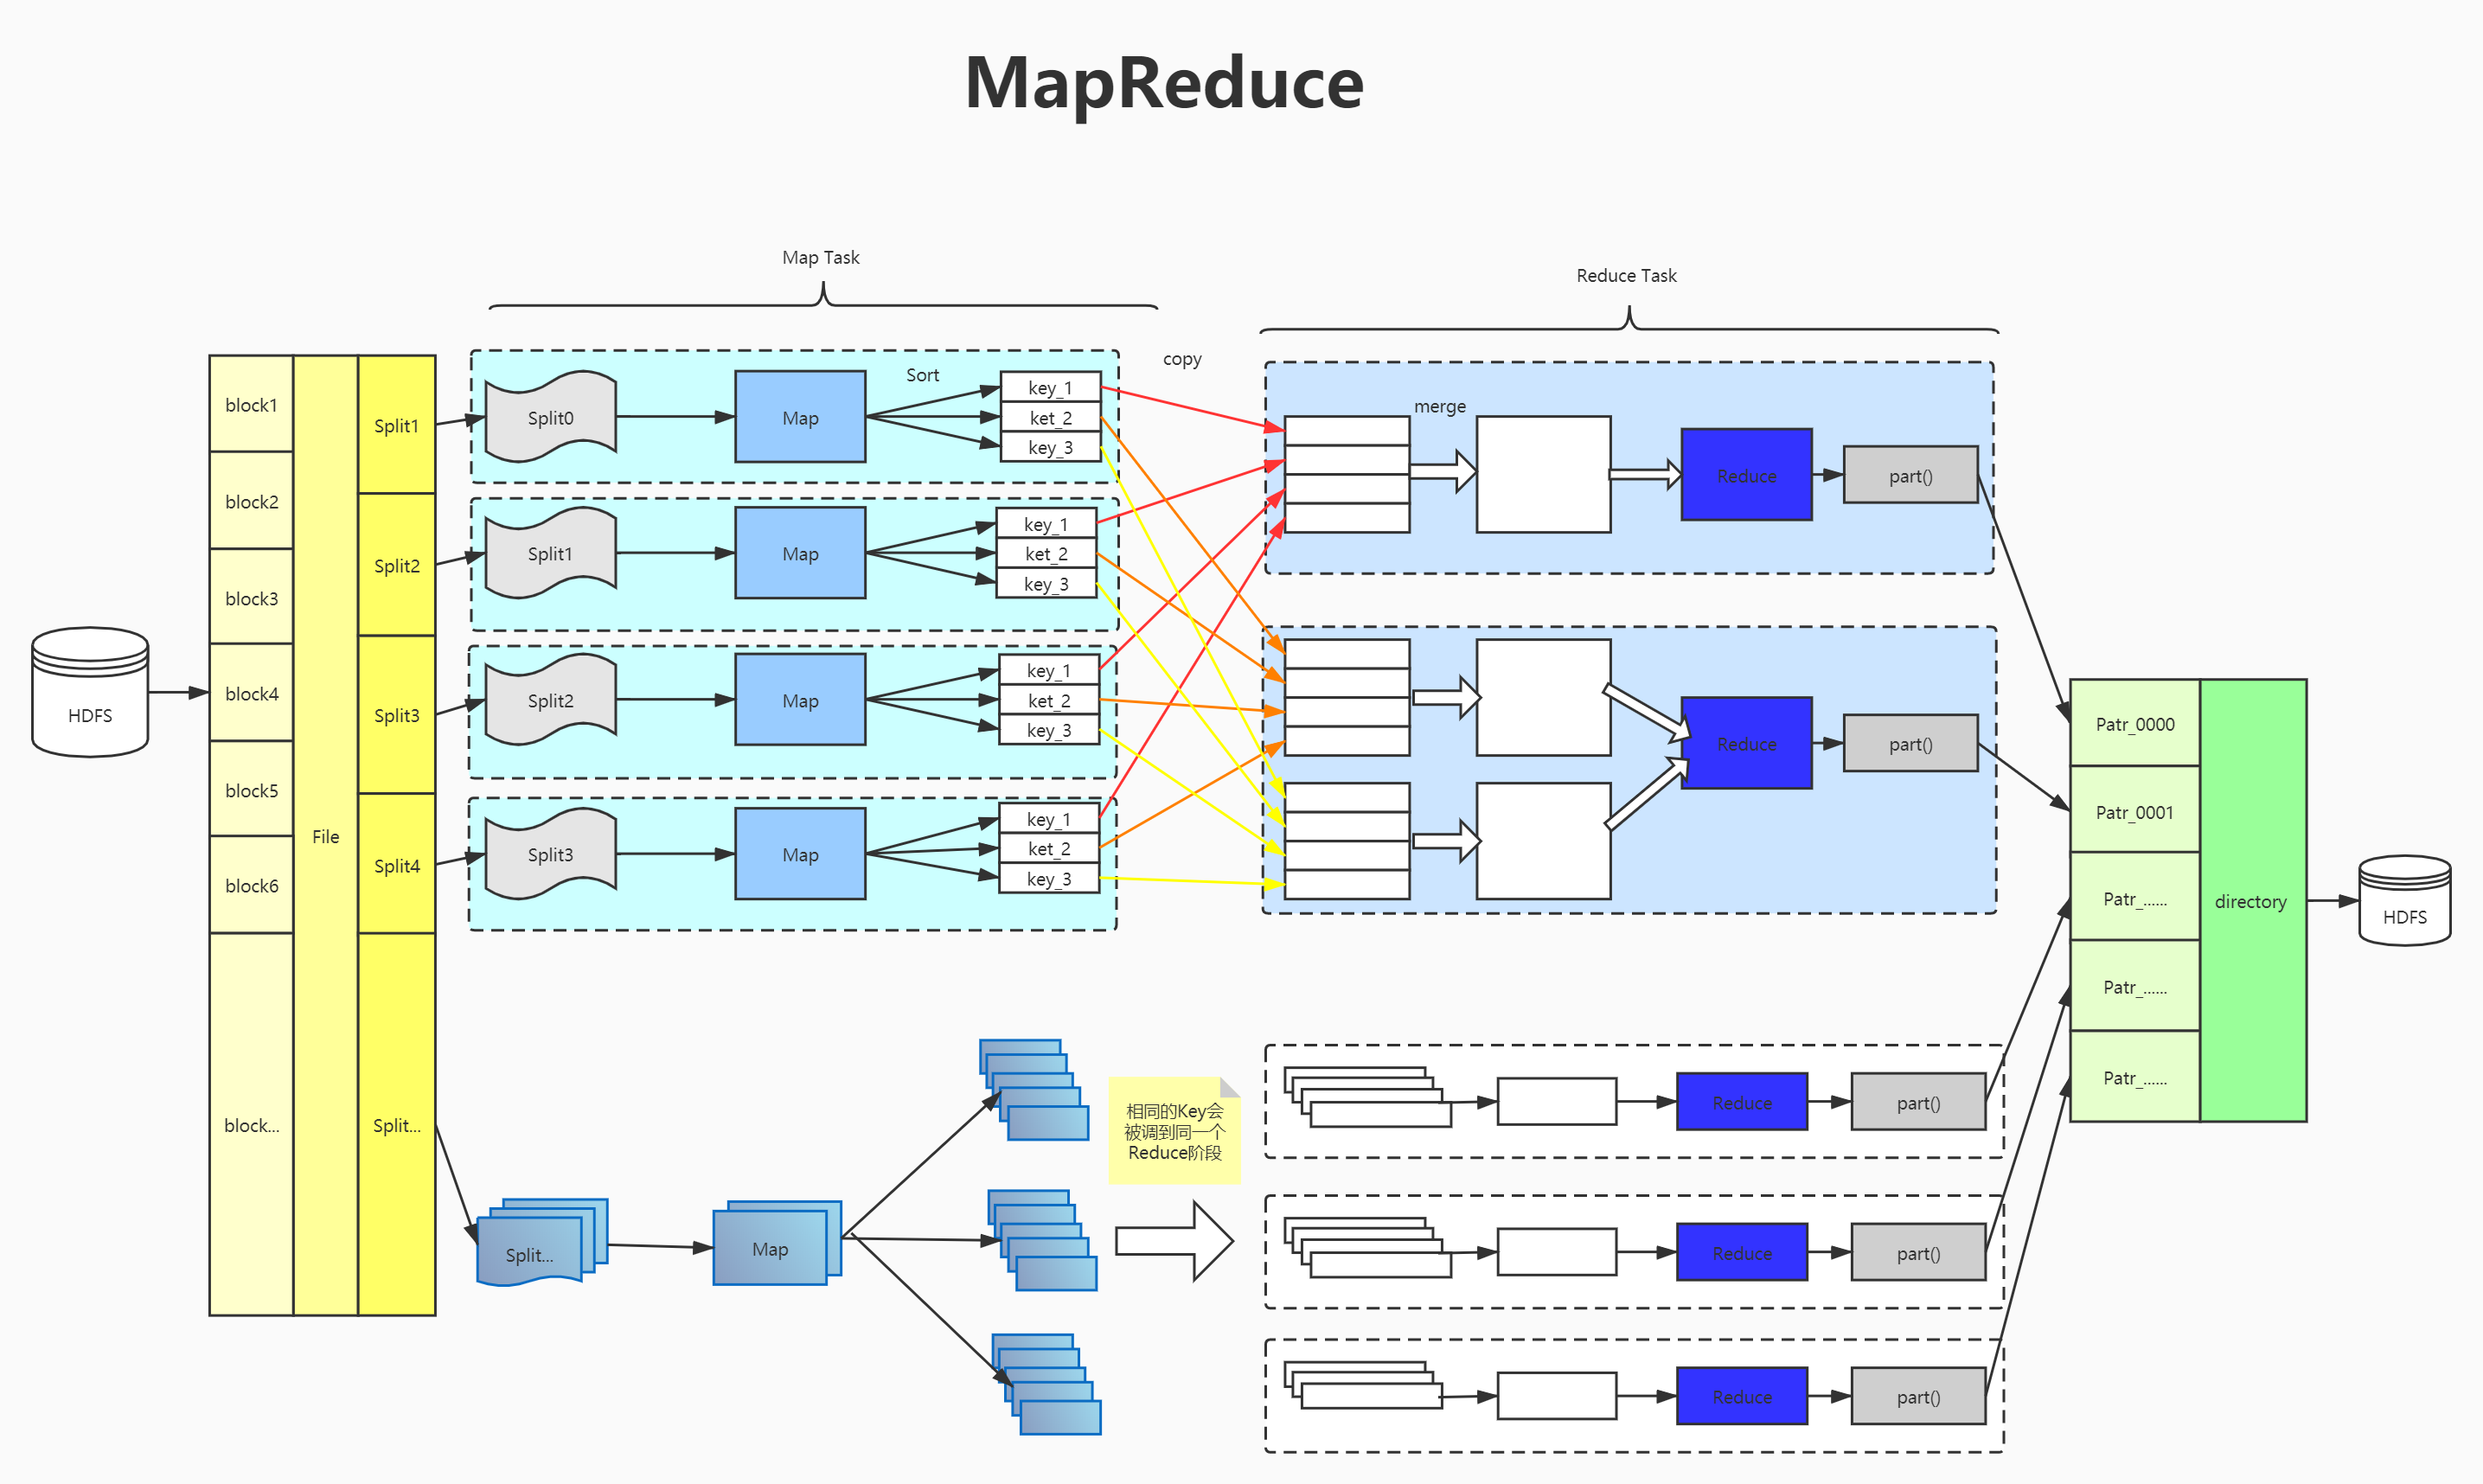 MapReduce
Map Task
Reduce Task
copy
HDFS
block1
block2
block3
block4
block5
block6
block...
File
Split1
Split2
Split3
Split4
Split...
Split0
Map
Sort
key_1
ket_2
key_3
Split1
Map
key_1
ket_2
key_3
Split2
Map
key_1
ket_2
key_3
Split3
Map
key_1
ket_2
key_3
Split...
Map
相同的Key会
被调到同一个
Reduce阶段
merge
Reduce
part()
Reduce
part()
Reduce
part()
Reduce
part()
Reduce
part()
Patr_0000
Patr_0001
Patr_......
Patr_......
Patr_......
directory
HDFS